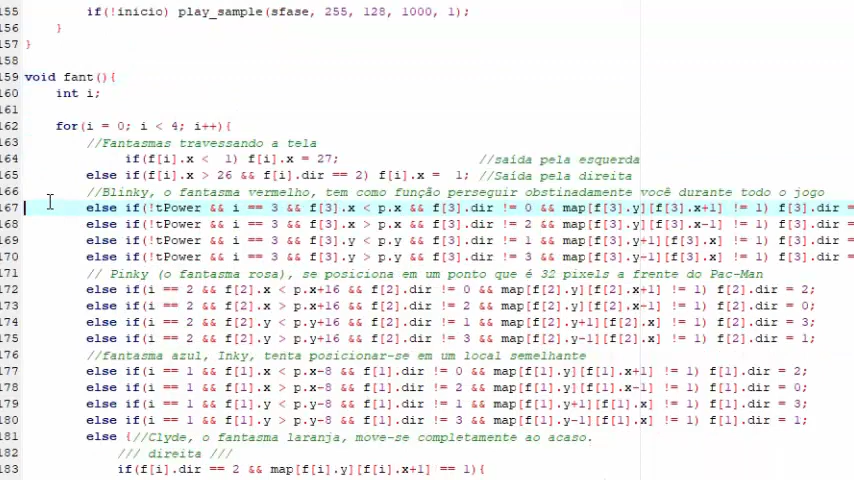 155 if(!inicio) play_sample(sfase, 255, 128, 1000, 1);
156 }
157 }
158
159 void fant(){
160 int i;
161
162 for(i = 0; i < 4; i++){
163 //Fantasmas travessando a tela
164 if(f[i].x < 1) f[i].x = 27; //saída pela esquerda
165 else if(f[i].x > 26 && f[i].dir == 2) f[i].x = 1; //Saída pela direita
166 //Blinky, o fantasma vermelho, tem como função perseguir obstinadamente você durante todo o jogo
167 else if(!tPower && i == 3 && f[3].x < p.x && f[3].dir != 0 && map[f[3].y][f[3].x+1] != 1) f[3].dir =
168 else if(!tPower && i == 3 && f[3].x > p.x && f[3].dir != 2 && map[f[3].y][f[3].x-1] != 1) f[3].dir =
169 else if(!tPower && i == 3 && f[3].y < p.y && f[3].dir != 1 && map[f[3].y+1][f[3].x] != 1) f[3].dir =
170 else if(!tPower && i == 3 && f[3].y > p.y && f[3].dir != 3 && map[f[3].y-1][f[3].x] != 1) f[3].dir =
171 // Pinky (o fantasma rosa), se posiciona em um ponto que é 32 pixels a frente do Pac-Man
172 else if(i == 2 && f[2].x < p.x+16 && f[2].dir != 0 && map[f[2].y][f[2].x+1] != 1) f[2].dir = 2;
173 else if(i == 2 && f[2].x > p.x+16 && f[2].dir != 2 && map[f[2].y][f[2].x-1] != 1) f[2].dir = 0;
174 else if(i == 2 && f[2].y < p.y+16 && f[2].dir != 1 && map[f[2].y+1][f[2].x] != 1) f[2].dir = 3;
175 else if(i == 2 && f[2].y > p.y+16 && f[2].dir != 3 && map[f[2].y-1][f[2].x] != 1) f[2].dir = 1;
176 //fantasma azul, Inky, tenta posicionar-se em um local semelhante
177 else if(i == 1 && f[1].x < p.x-8 && f[1].dir != 0 && map[f[1].y][f[1].x+1] != 1) f[1].dir = 2;
178 else if(i == 1 && f[1].x > p.x-8 && f[1].dir != 2 && map[f[1].y][f[1].x-1] != 1) f[1].dir = 0;
179 else if(i == 1 && f[1].y < p.y-8 && f[1].dir != 1 && map[f[1].y+1][f[1].x] != 1) f[1].dir = 3;
180 else if(i == 1 && f[1].y > p.y-8 && f[1].dir != 3 && map[f[1].y-1][f[1].x] != 1) f[1].dir = 1;
181 else {//Clyde, o fantasma laranja, move-se completamente ao acaso.
182 /// direita ///
183 if(f[i].dir == 2 && map[f[i].y][f[i].x+1] == 1){